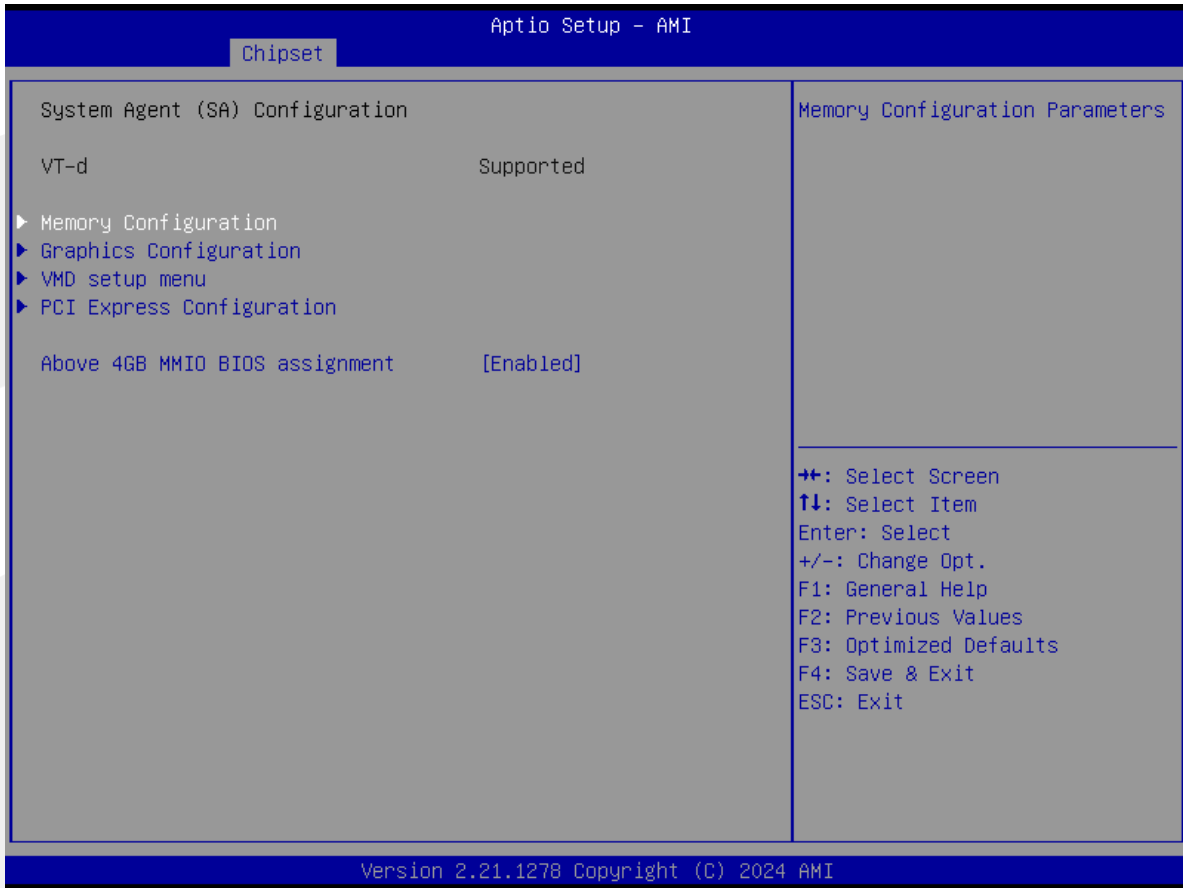 Aptio Setup – AMI
Chipset
System Agent (SA) Configuration
VT-d Supported
Memory Configuration
Graphics Configuration
VMD setup menu
PCI Express Configuration
Above 4GB MMIO BIOS assignment [Enabled]
Memory Configuration Parameters
→←: Select Screen
↑↓: Select Item
Enter: Select
+/-: Change Opt.
F1: General Help
F2: Previous Values
F3: Optimized Defaults
F4: Save & Exit
ESC: Exit
Version 2.21.1278 Copyright (C) 2024 AMI